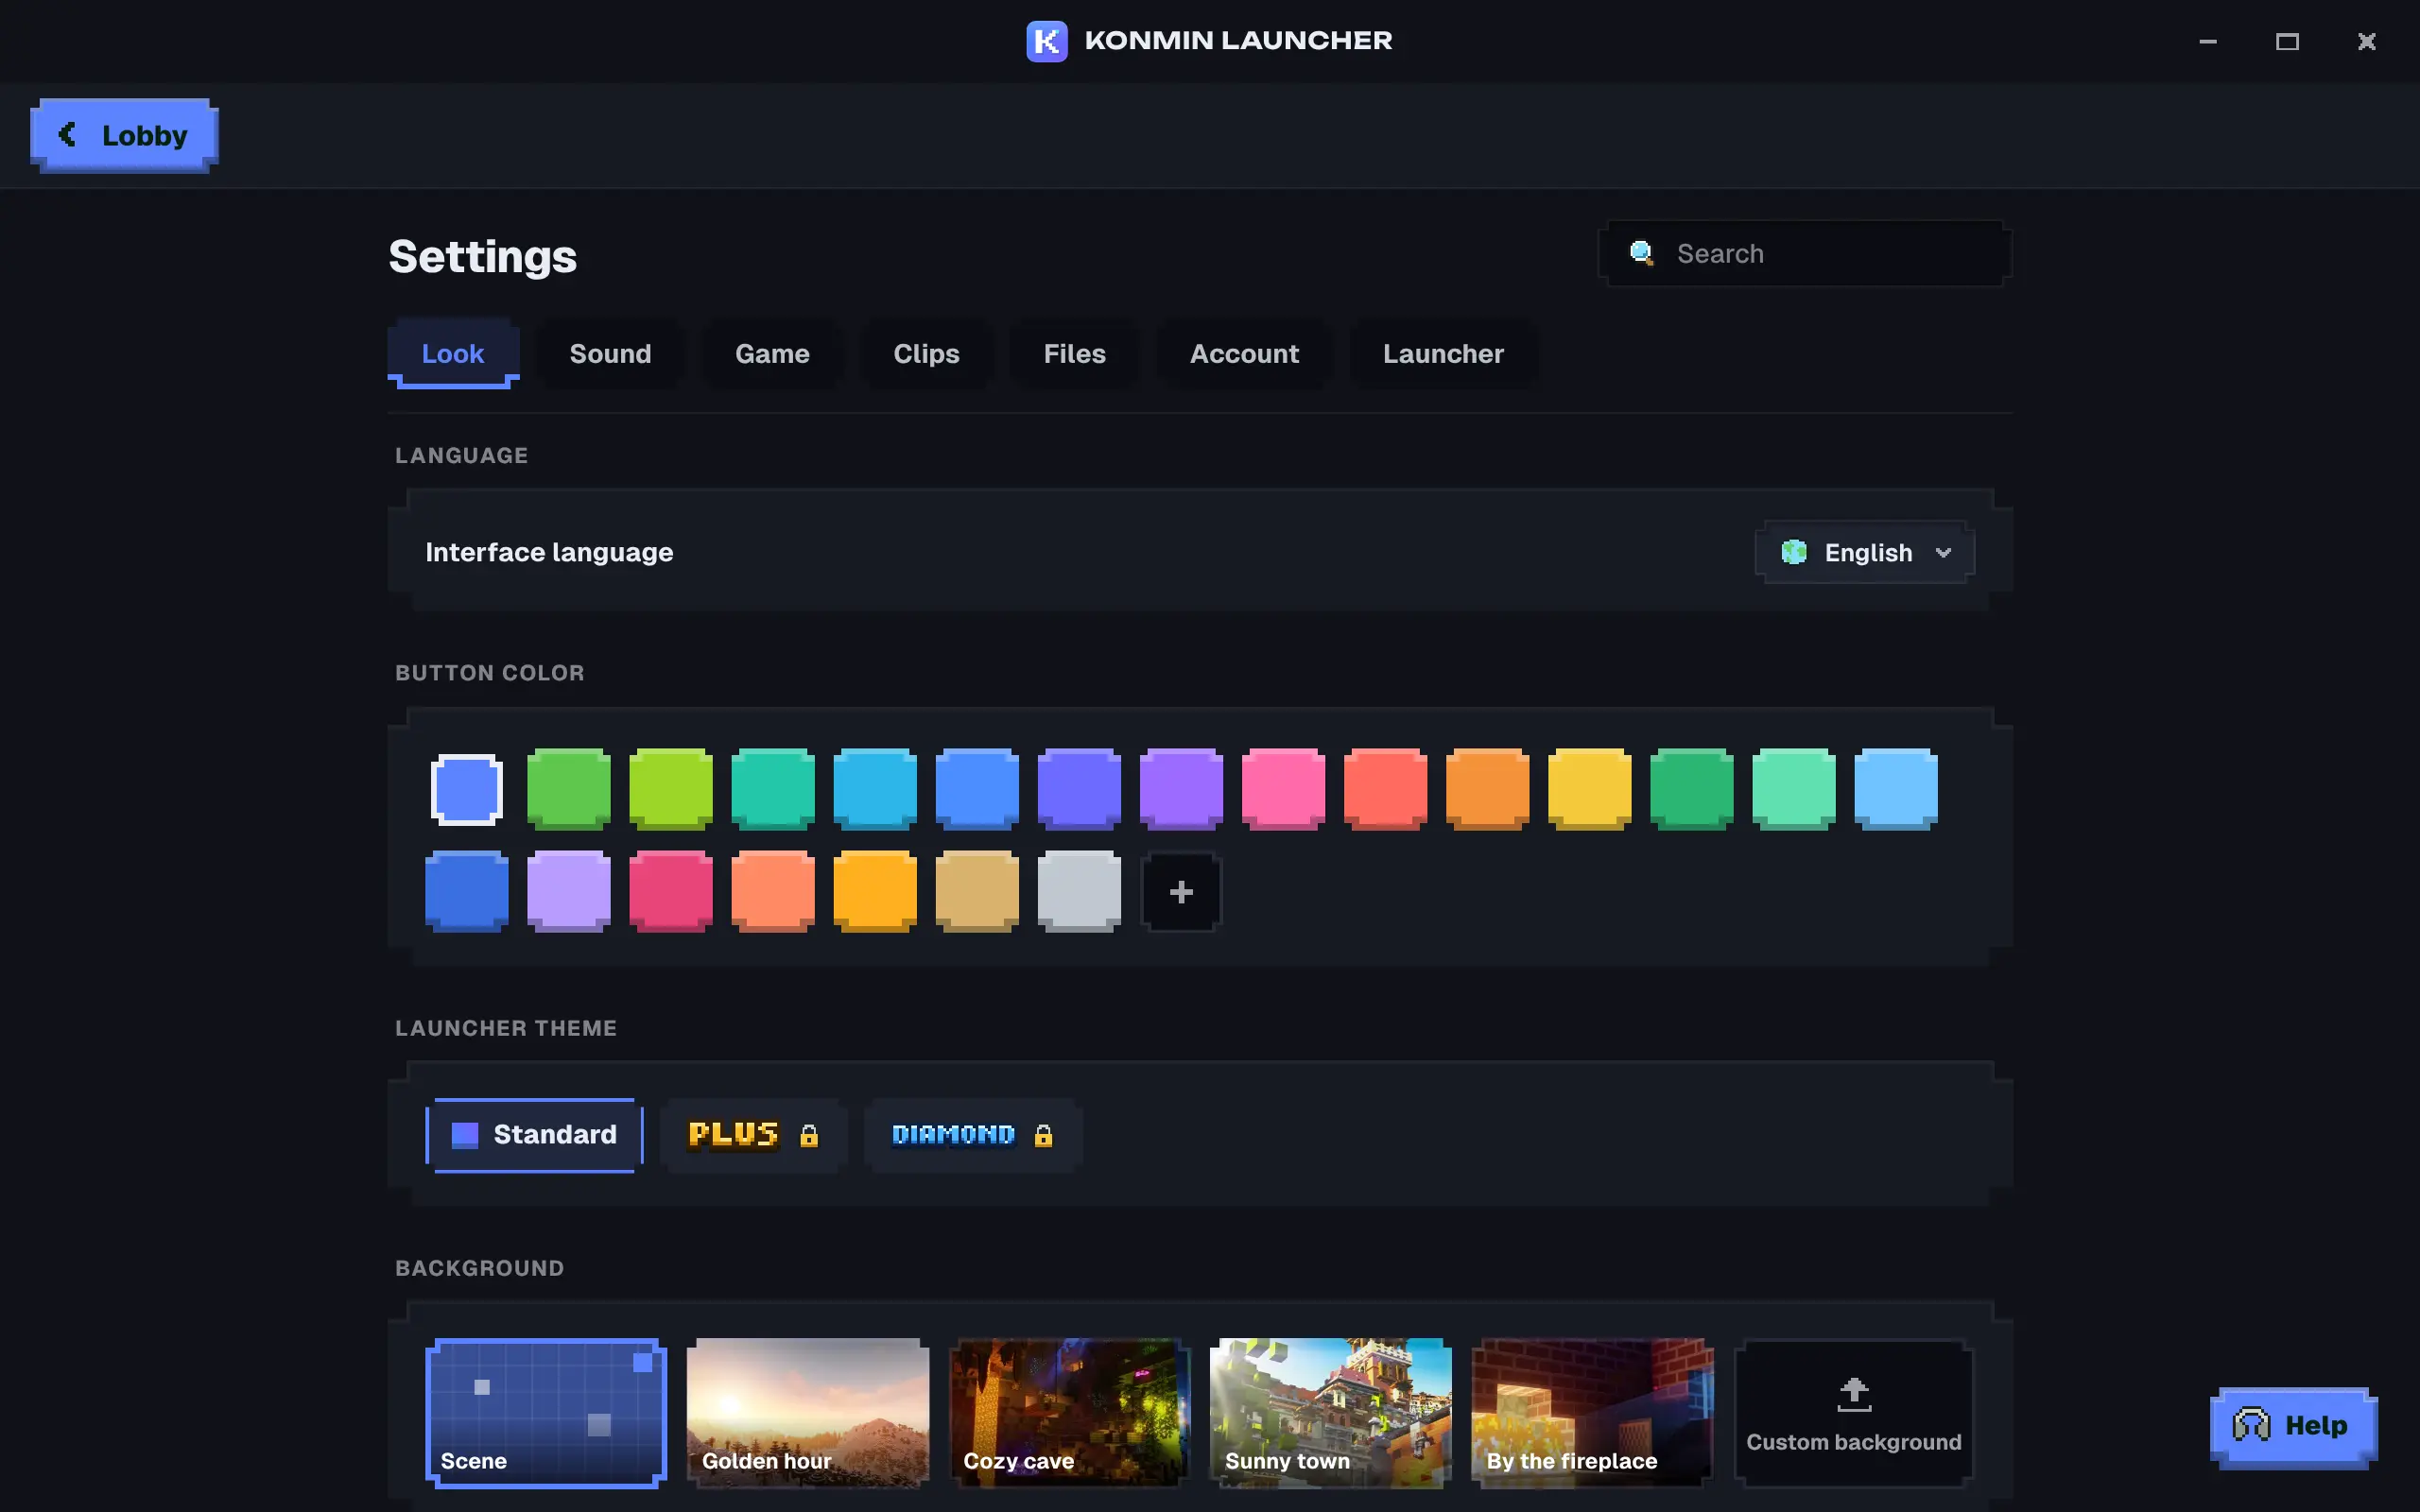 K KONMIN LAUNCHER
Lobby
Settings
Search
Look Sound Game Clips Files Account Launcher
LANGUAGE
Interface language
English
BUTTON COLOR
+
LAUNCHER THEME
Standard PLUS DIAMOND
BACKGROUND
Scene Golden hour Cozy cave Sunny town By the fireplace Custom background
Help